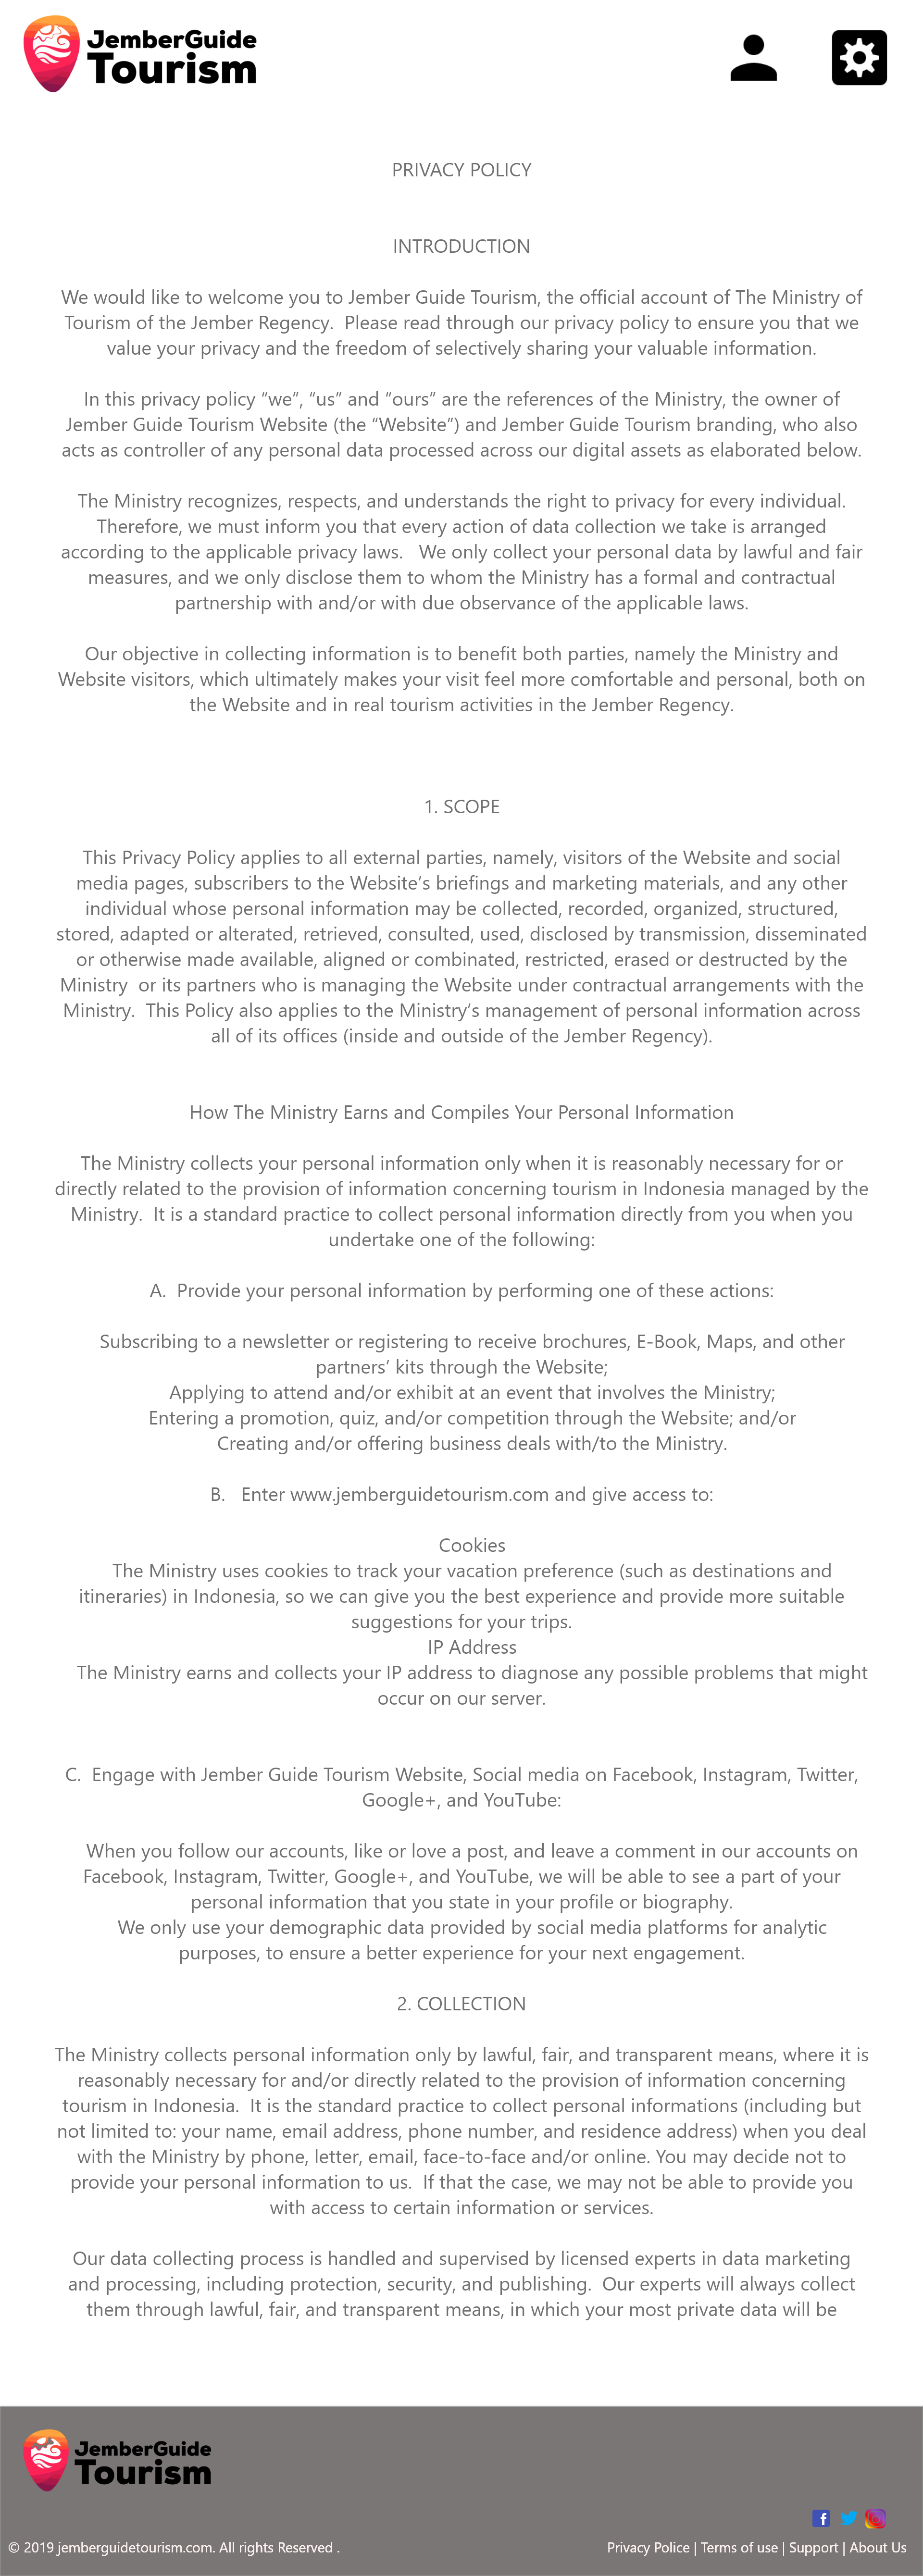 JemberGuide
Tourism
PRIVACY POLICY
INTRODUCTION
We would like to welcome you to Jember Guide Tourism, the official account of The Ministry of
Tourism of the Jember Regency.  Please read through our privacy policy to ensure you that we
value your privacy and the freedom of selectively sharing your valuable information.
In this privacy policy “we”, “us” and “ours” are the references of the Ministry, the owner of
Jember Guide Tourism Website (the “Website”) and Jember Guide Tourism branding, who also
acts as controller of any personal data processed across our digital assets as elaborated below.
The Ministry recognizes, respects, and understands the right to privacy for every individual.
Therefore, we must inform you that every action of data collection we take is arranged
according to the applicable privacy laws.   We only collect your personal data by lawful and fair
measures, and we only disclose them to whom the Ministry has a formal and contractual
partnership with and/or with due observance of the applicable laws.
Our objective in collecting information is to benefit both parties, namely the Ministry and
Website visitors, which ultimately makes your visit feel more comfortable and personal, both on
the Website and in real tourism activities in the Jember Regency.
1. SCOPE
This Privacy Policy applies to all external parties, namely, visitors of the Website and social
media pages, subscribers to the Website’s briefings and marketing materials, and any other
individual whose personal information may be collected, recorded, organized, structured,
stored, adapted or alterated, retrieved, consulted, used, disclosed by transmission, disseminated
or otherwise made available, aligned or combinated, restricted, erased or destructed by the
Ministry  or its partners who is managing the Website under contractual arrangements with the
Ministry.  This Policy also applies to the Ministry’s management of personal information across
all of its offices (inside and outside of the Jember Regency).
How The Ministry Earns and Compiles Your Personal Information
The Ministry collects your personal information only when it is reasonably necessary for or
directly related to the provision of information concerning tourism in Indonesia managed by the
Ministry.  It is a standard practice to collect personal information directly from you when you
undertake one of the following:
A.  Provide your personal information by performing one of these actions:
Subscribing to a newsletter or registering to receive brochures, E-Book, Maps, and other
partners’ kits through the Website;
Applying to attend and/or exhibit at an event that involves the Ministry;
Entering a promotion, quiz, and/or competition through the Website; and/or
Creating and/or offering business deals with/to the Ministry.
B.   Enter www.jemberguidetourism.com and give access to:
Cookies
The Ministry uses cookies to track your vacation preference (such as destinations and
itineraries) in Indonesia, so we can give you the best experience and provide more suitable
suggestions for your trips.
IP Address
The Ministry earns and collects your IP address to diagnose any possible problems that might
occur on our server.
C.  Engage with Jember Guide Tourism Website, Social media on Facebook, Instagram, Twitter,
Google+, and YouTube:
When you follow our accounts, like or love a post, and leave a comment in our accounts on
Facebook, Instagram, Twitter, Google+, and YouTube, we will be able to see a part of your
personal information that you state in your profile or biography.
We only use your demographic data provided by social media platforms for analytic
purposes, to ensure a better experience for your next engagement.
2. COLLECTION
The Ministry collects personal information only by lawful, fair, and transparent means, where it is
reasonably necessary for and/or directly related to the provision of information concerning
tourism in Indonesia.  It is the standard practice to collect personal informations (including but
not limited to: your name, email address, phone number, and residence address) when you deal
with the Ministry by phone, letter, email, face-to-face and/or online. You may decide not to
provide your personal information to us.  If that the case, we may not be able to provide you
with access to certain information or services.
Our data collecting process is handled and supervised by licensed experts in data marketing
and processing, including protection, security, and publishing.  Our experts will always collect
them through lawful, fair, and transparent means, in which your most private data will be
JemberGuide
Tourism
© 2019 jemberguidetourism.com. All rights Reserved .
Privacy Police | Terms of use | Support | About Us